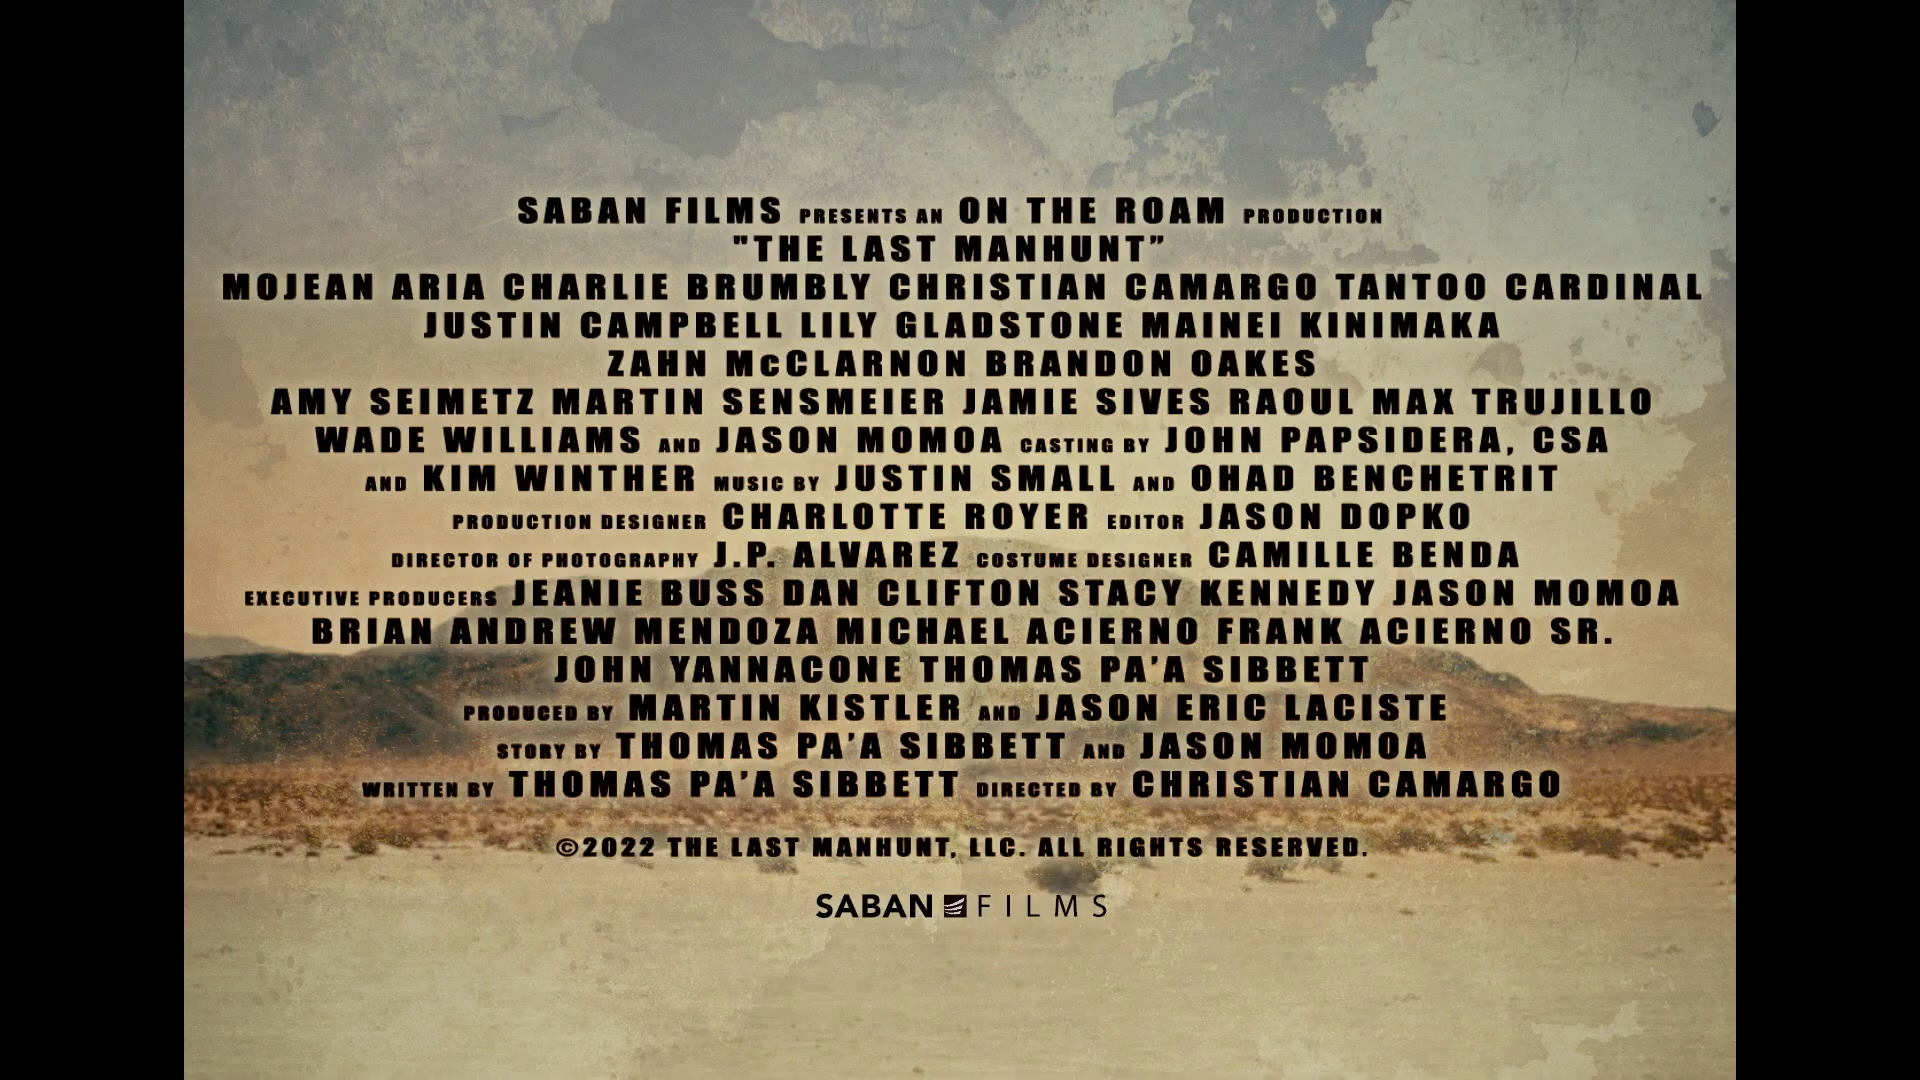 SABAN FILMS PRESENTS AN ON THE ROAM PRODUCTION
"THE LAST MANHUNT”
MOJEAN ARIA CHARLIE BRUMBLY CHRISTIAN CAMARGO TANTOO CARDINAL
JUSTIN CAMPBELL LILY GLADSTONE MAINEI KINIMAKA
ZAHN McCLARNON BRANDON OAKES
AMY SEIMETZ MARTIN SENSMEIER JAMIE SIVES RAOUL MAX TRUJILLO
WADE WILLIAMS AND JASON MOMOA CASTING BY JOHN PAPSIDERA, CSA
AND KIM WINTHER MUSIC BY JUSTIN SMALL AND OHAD BENCHETRIT
PRODUCTION DESIGNER CHARLOTTE ROYER EDITOR JASON DOPKO
DIRECTOR OF PHOTOGRAPHY J.P. ALVAREZ COSTUME DESIGNER CAMILLE BENDA
EXECUTIVE PRODUCERS JEANIE BUSS DAN CLIFTON STACY KENNEDY JASON MOMOA
BRIAN ANDREW MENDOZA MICHAEL ACIERNO FRANK ACIERNO SR.
JOHN YANNACONE THOMAS PA’A SIBBETT
PRODUCED BY MARTIN KISTLER AND JASON ERIC LACISTE
STORY BY THOMAS PA’A SIBBETT AND JASON MOMOA
WRITTEN BY THOMAS PA’A SIBBETT DIRECTED BY CHRISTIAN CAMARGO
©2022 THE LAST MANHUNT, LLC. ALL RIGHTS RESERVED.
SABAN FILMS